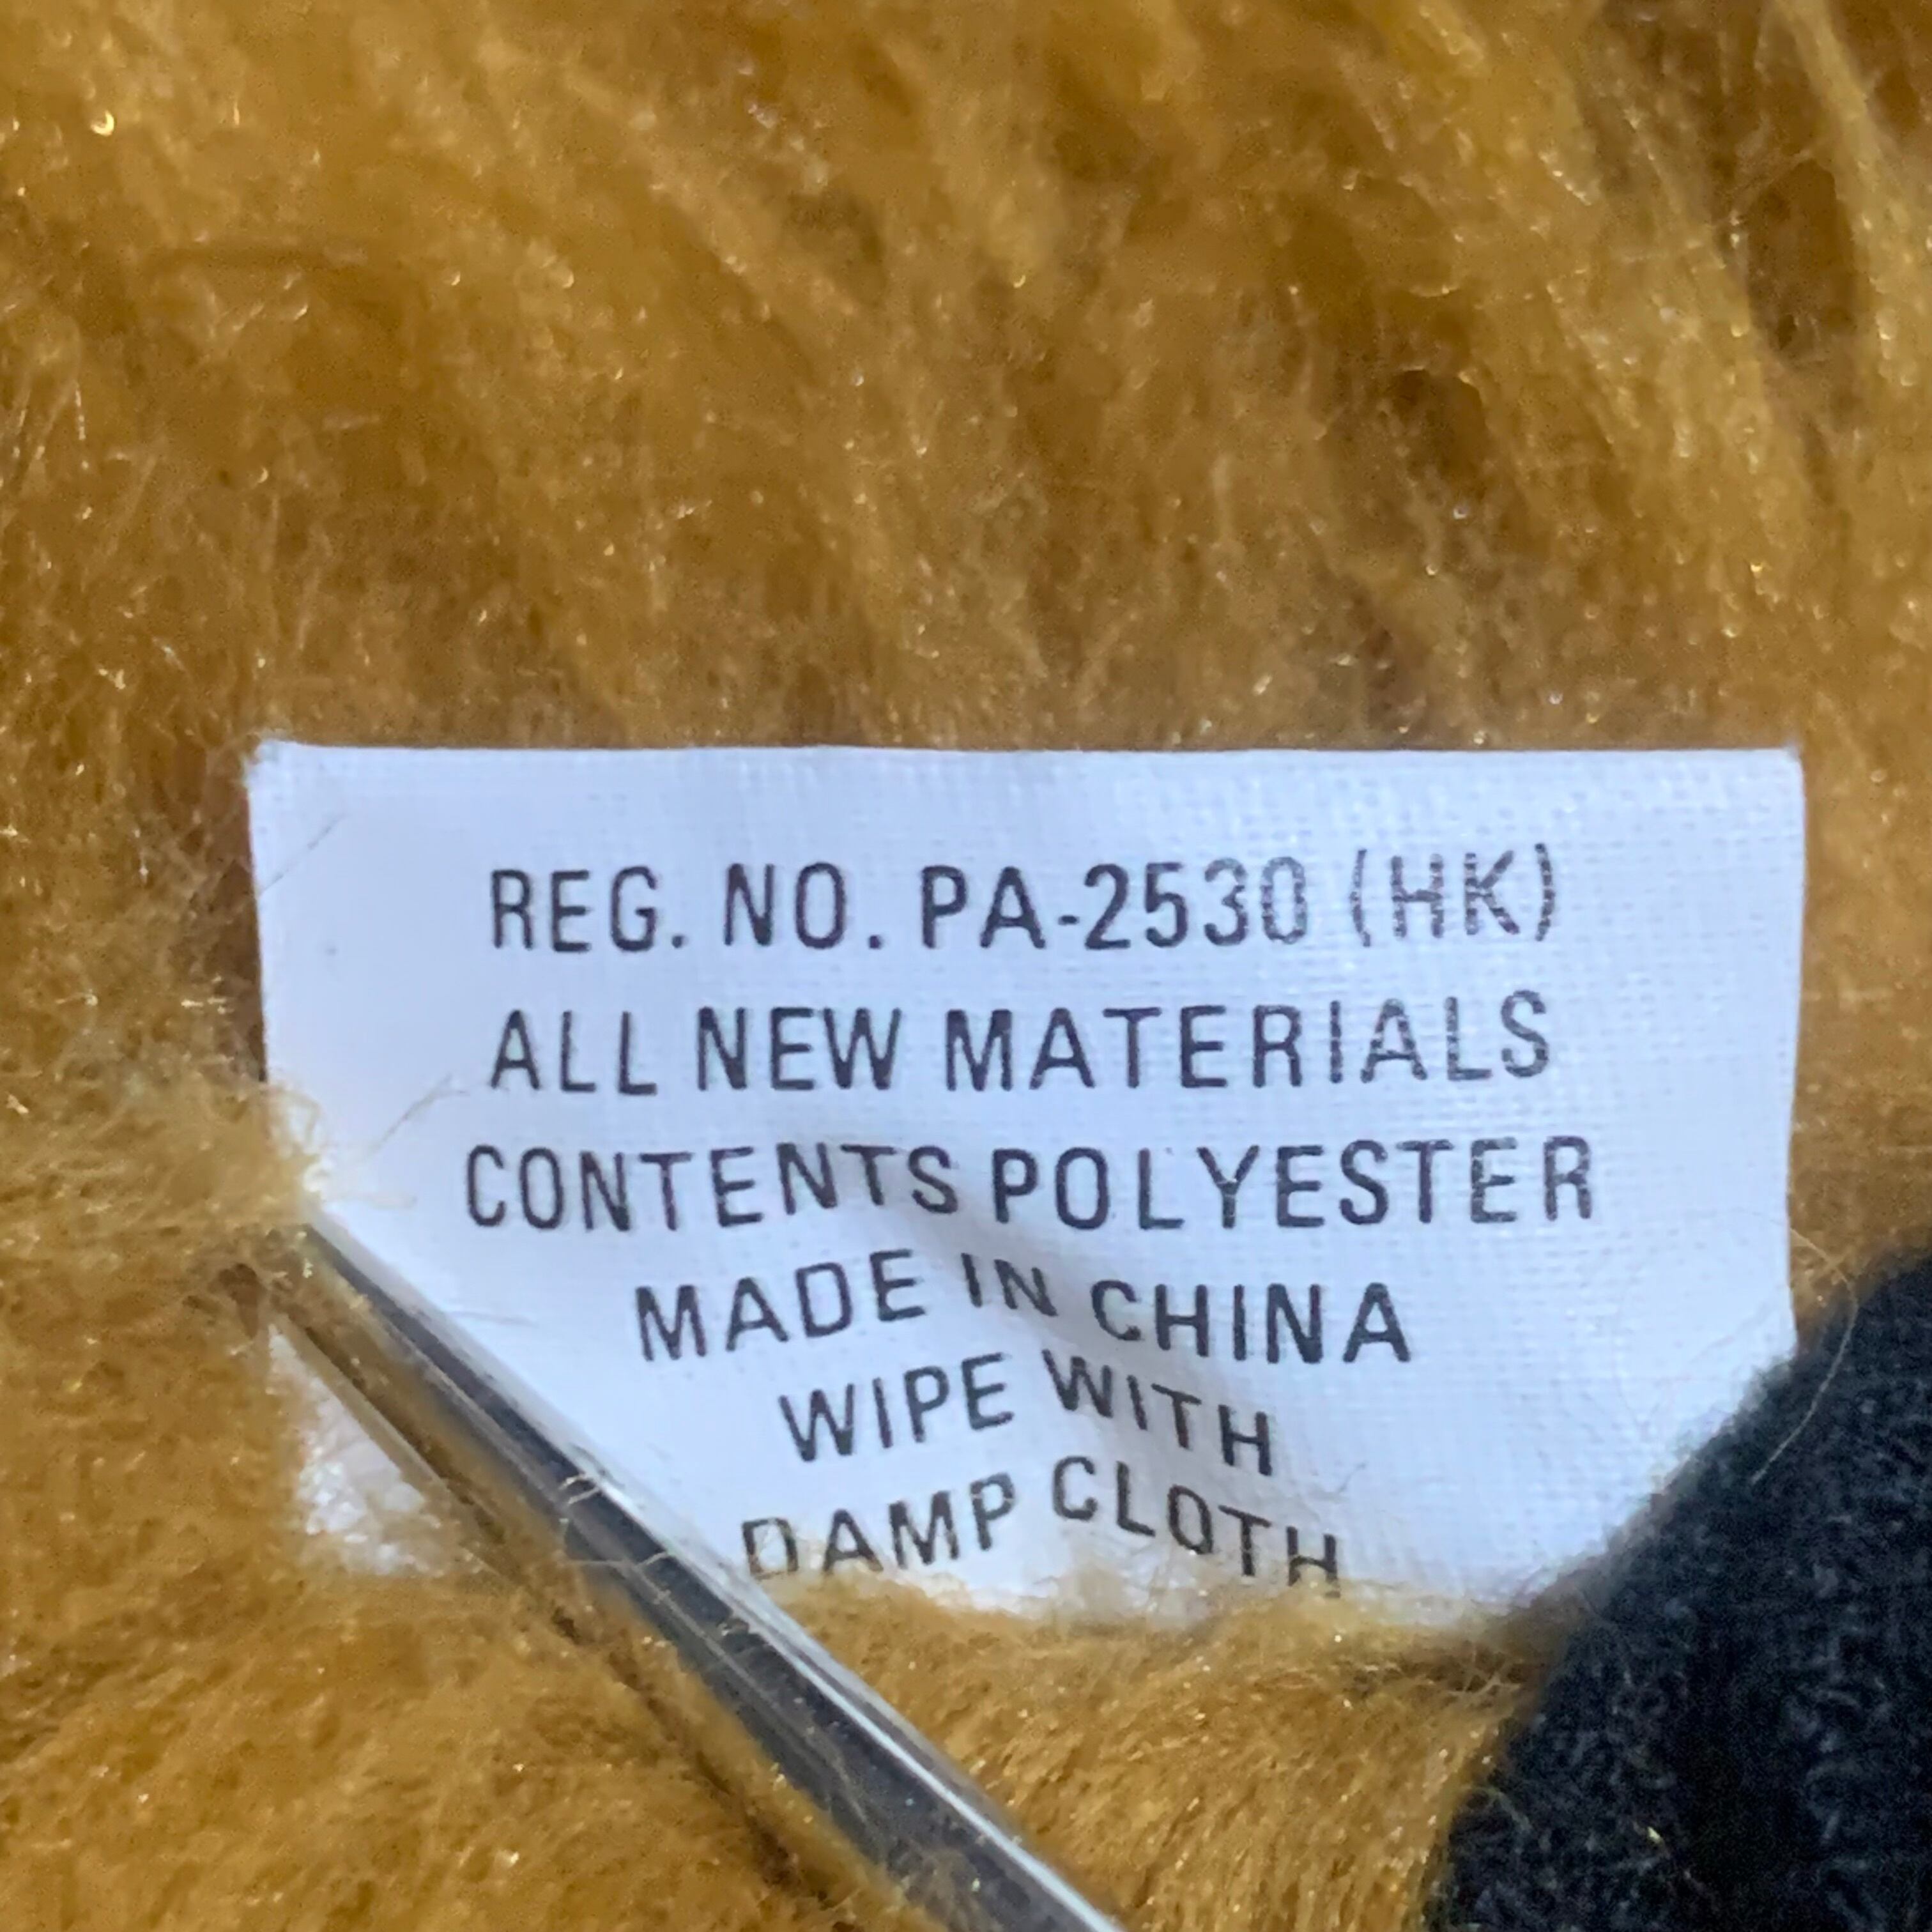 REG. NO. PA-2530 (HK)
ALL NEW MATERIALS
CONTENTS POLYESTER
MADE IN CHINA
WIPE WITH
DAMP CLOTH